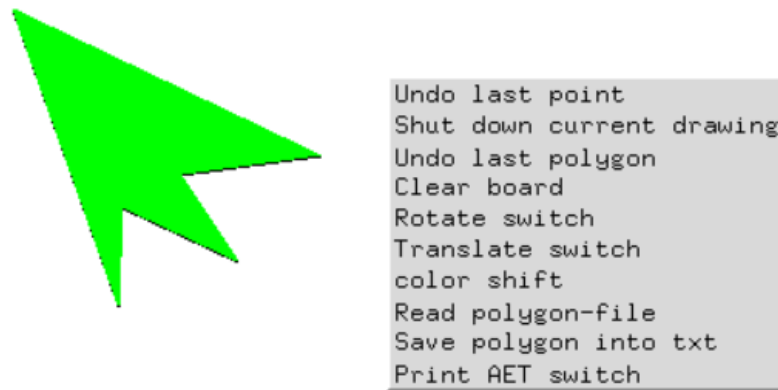 Undo last point
Shut down current drawing
Undo last polygon
Clear board
Rotate switch
Translate switch
color shift
Read polygon-file
Save polygon into txt
Print AET switch